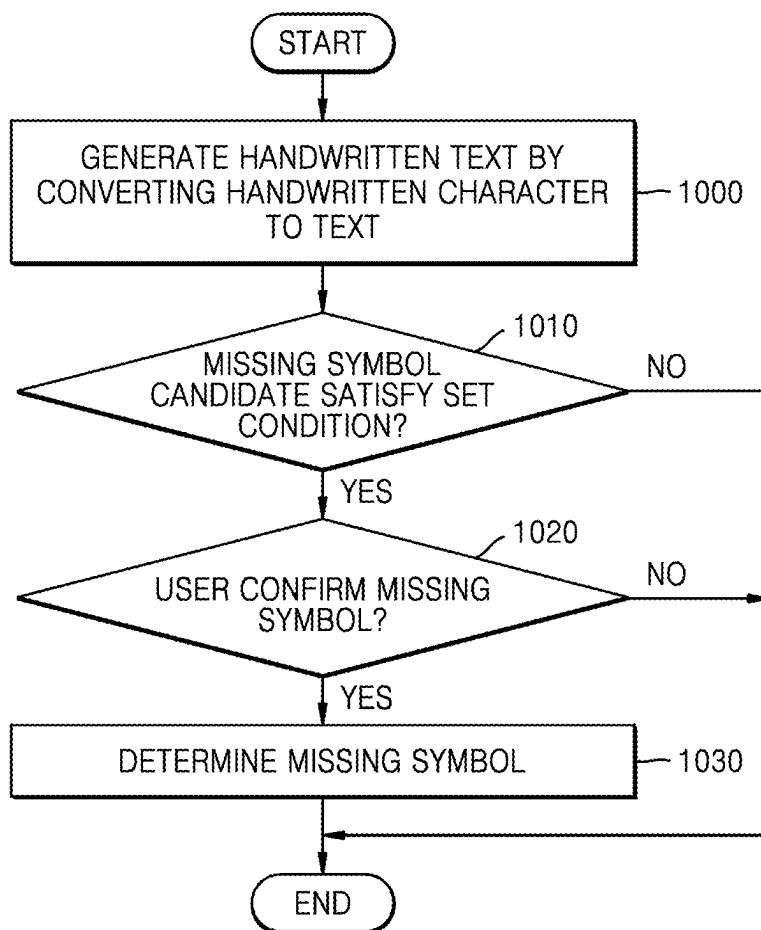 START
GENERATE HANDWRITTEN TEXT BY
CONVERTING HANDWRITTEN CHARACTER
TO TEXT
1000
1010
MISSING SYMBOL
CANDIDATE SATISFY SET
CONDITION?
NO
YES
1020
USER CONFIRM MISSING
SYMBOL?
NO
YES
DETERMINE MISSING SYMBOL
1030
END